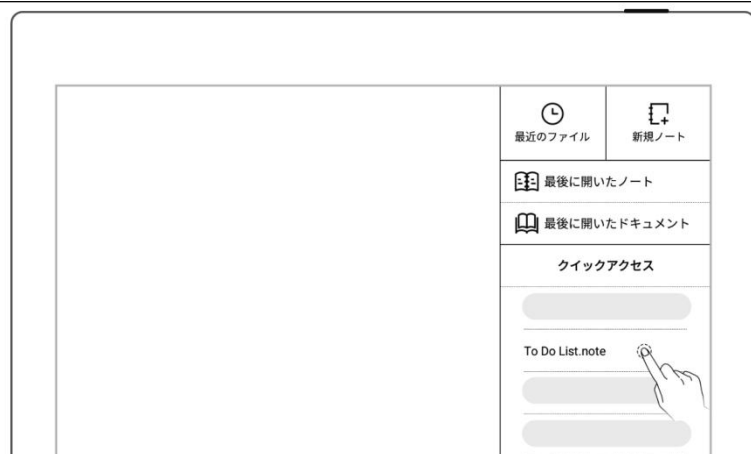 最近のファイル
新規ノート
最後に開いたノート
最後に開いたドキュメント
クイックアクセス
To Do List.note